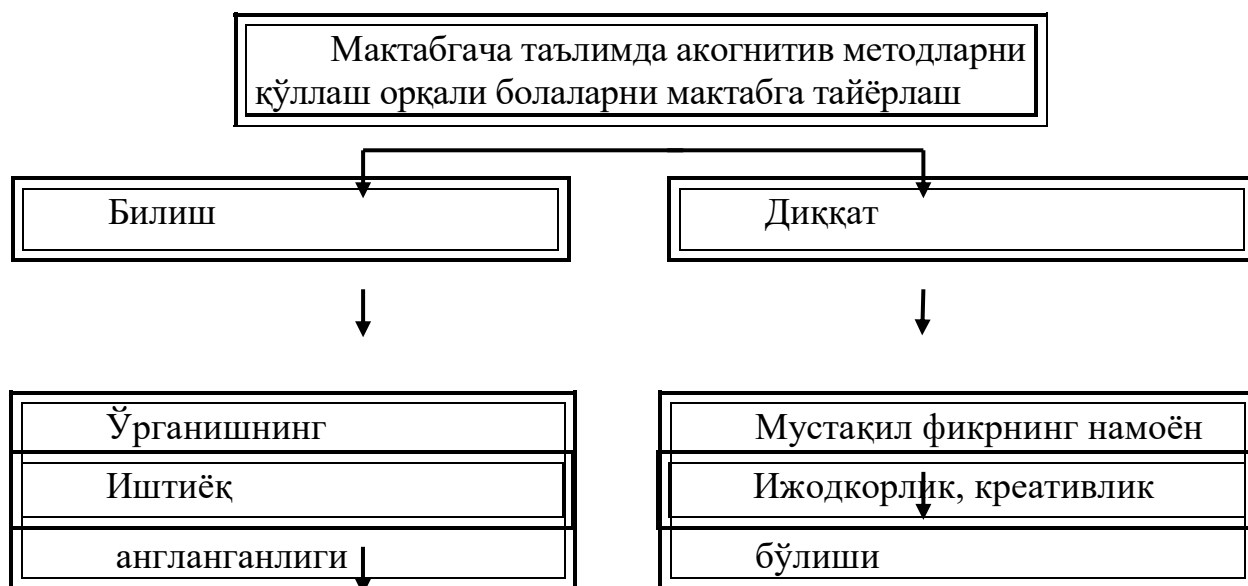 Мактабгача таълимда акогнитив методларни
қўллаш орқали болаларни мактабга тайёрлаш
Билиш
Диққат
Ўрганишнинг
Иштиёқ
англанганлиги
Мустақил фикрнинг намоён
Ижодкорлик, креативлик
бўлиши